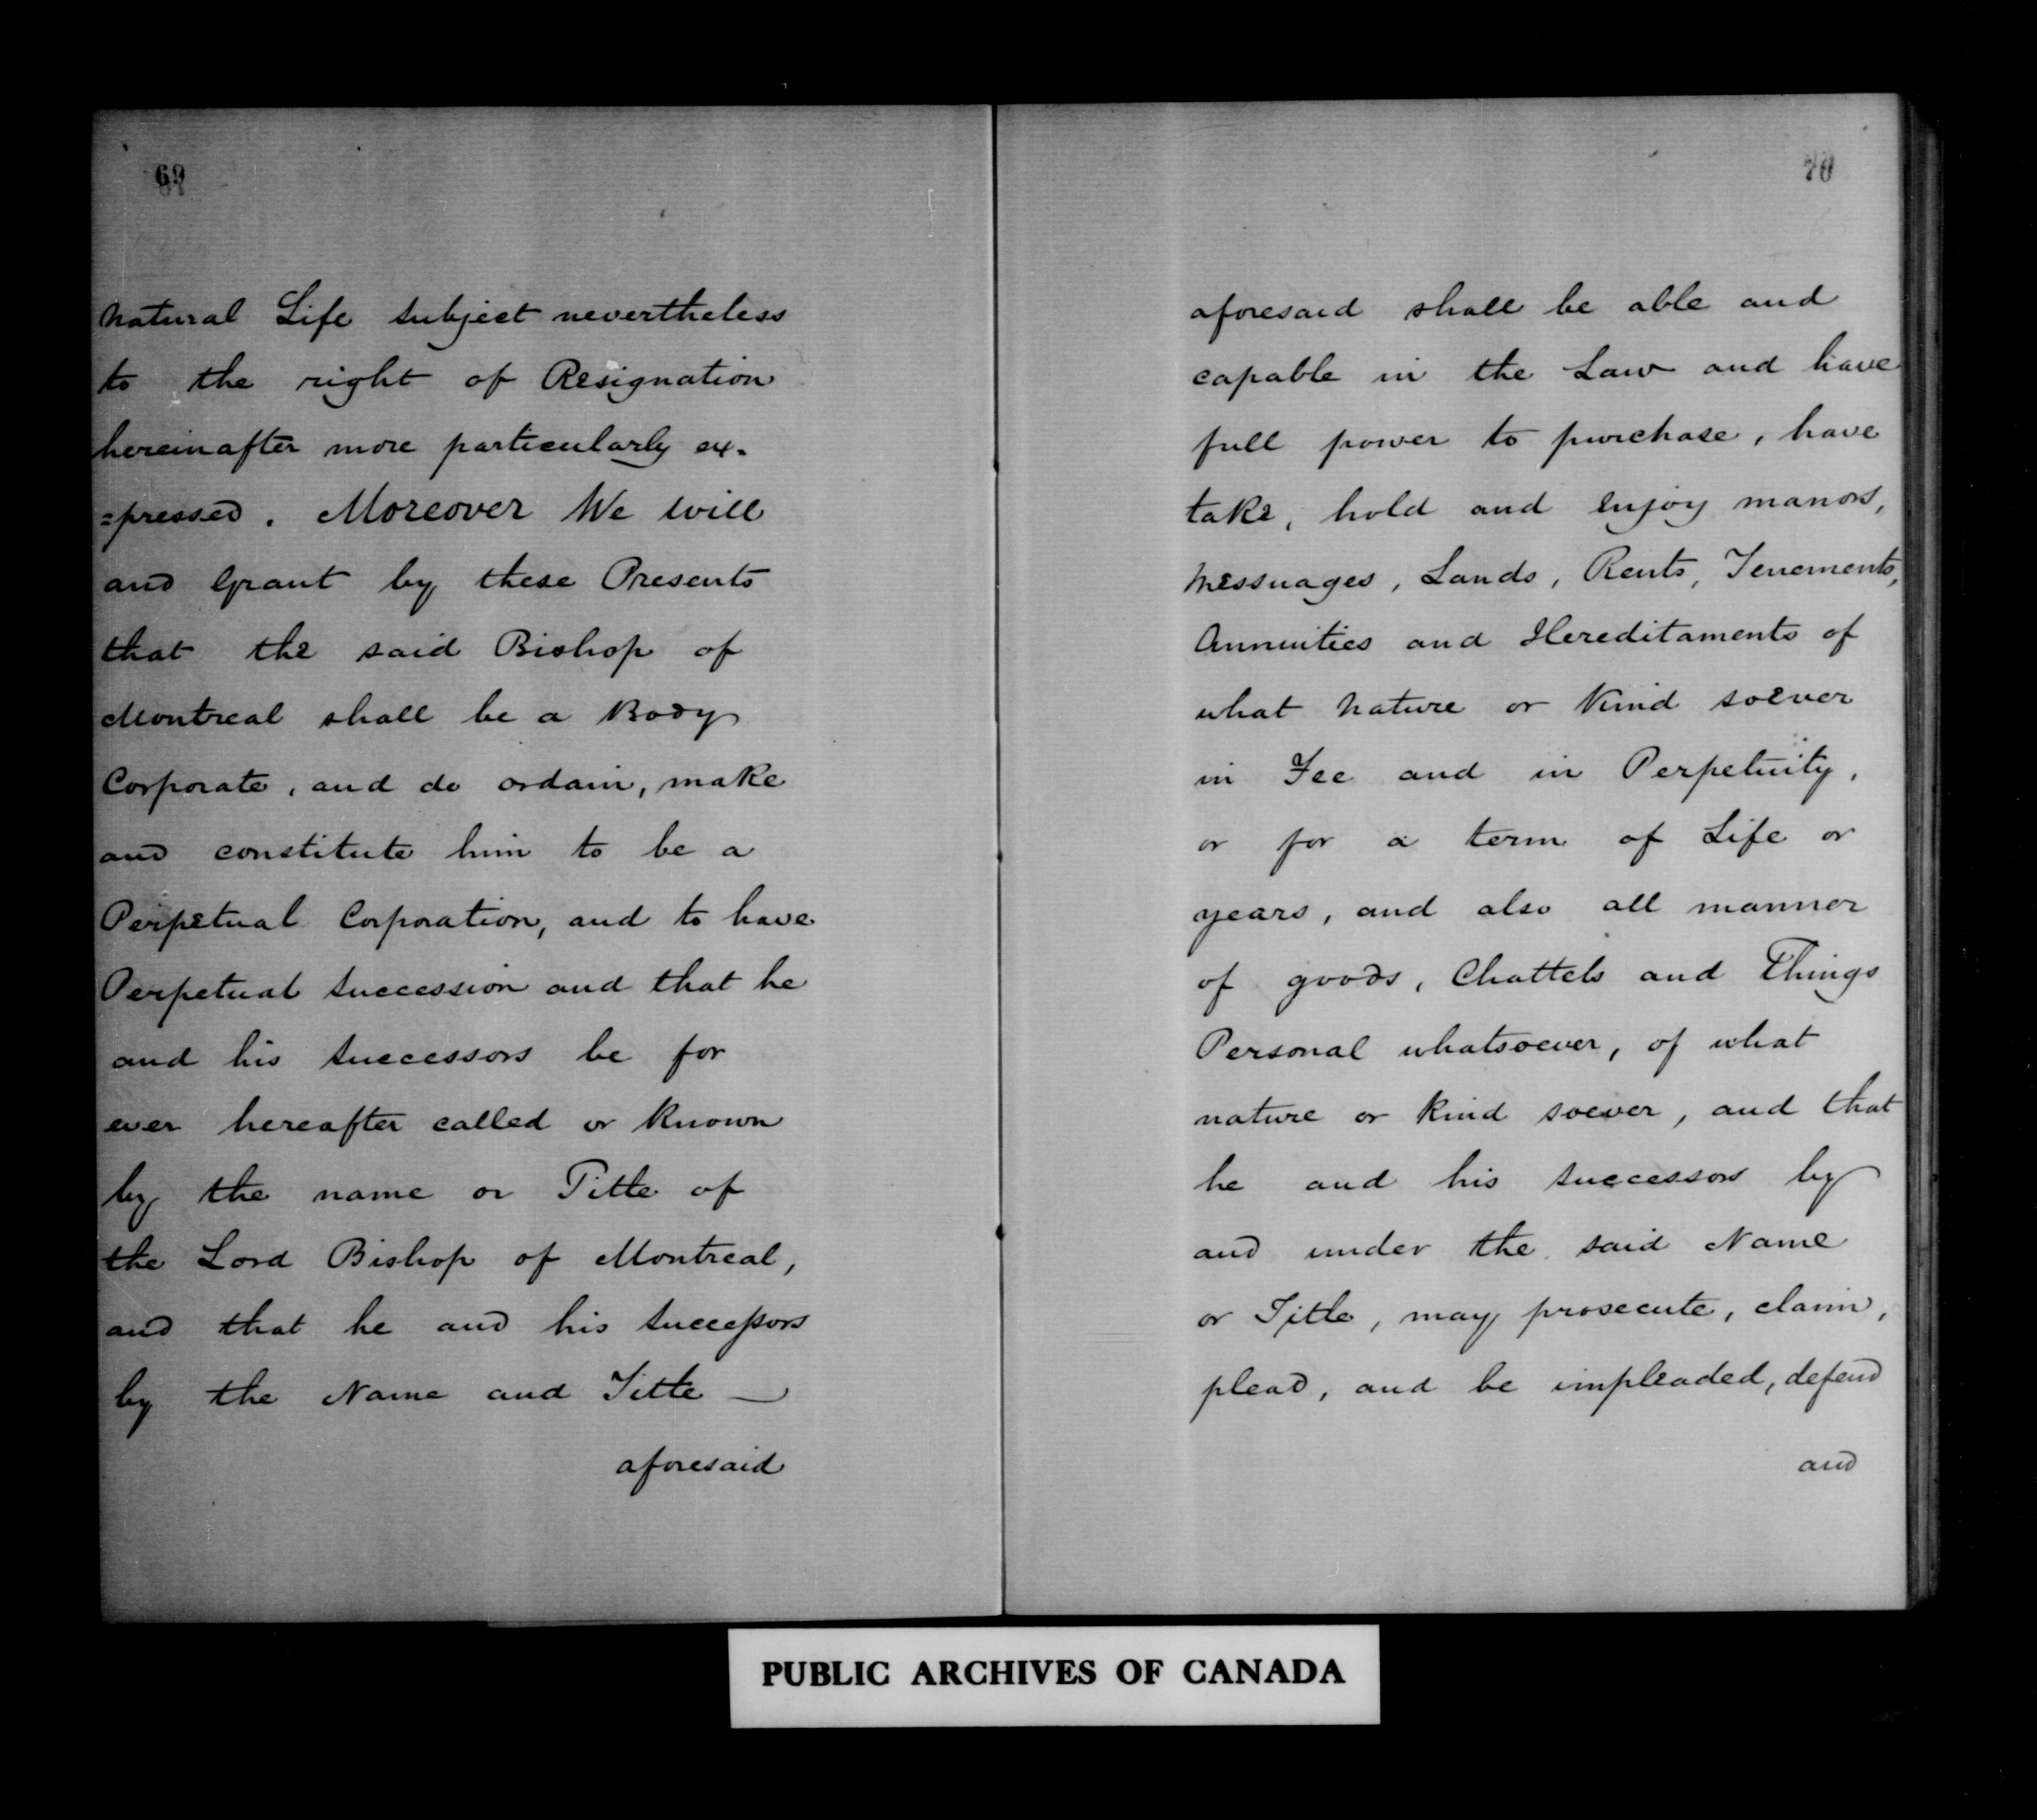 69
natural Life subject nevertheless
to the right of Resignation
hereinafter more particularly ex-
=pressed. Moreover We will
and Grant by these Presents
that the said Bishop of
Montreal shall be a Body
Corporate, and do ordain, make
and constitute him to be a
Perpetual Corporation, and to have
Perpetual succession and that he
and his successors be for
ever hereafter called or known
by the name or Title of
the Lord Bishop of Montreal,
and that he and his successors
by the Name and Title —
aforesaid
70
aforesaid shall be able and
capable in the Law and have
full power to purchase, have
take, hold and enjoy manors,
messuages, Lands, Rents, Tenements,
Annuities and Hereditaments of
what nature or Kind soever
in Fee and in Perpetuity,
or for a term of Life or
years, and also all manner
of goods, Chattels and Things
Personal whatsoever, of what
nature or kind soever, and that
he and his successors by
and under the said Name
or Title, may prosecute, claim,
plead, and be impleaded, defend
and
PUBLIC ARCHIVES OF CANADA